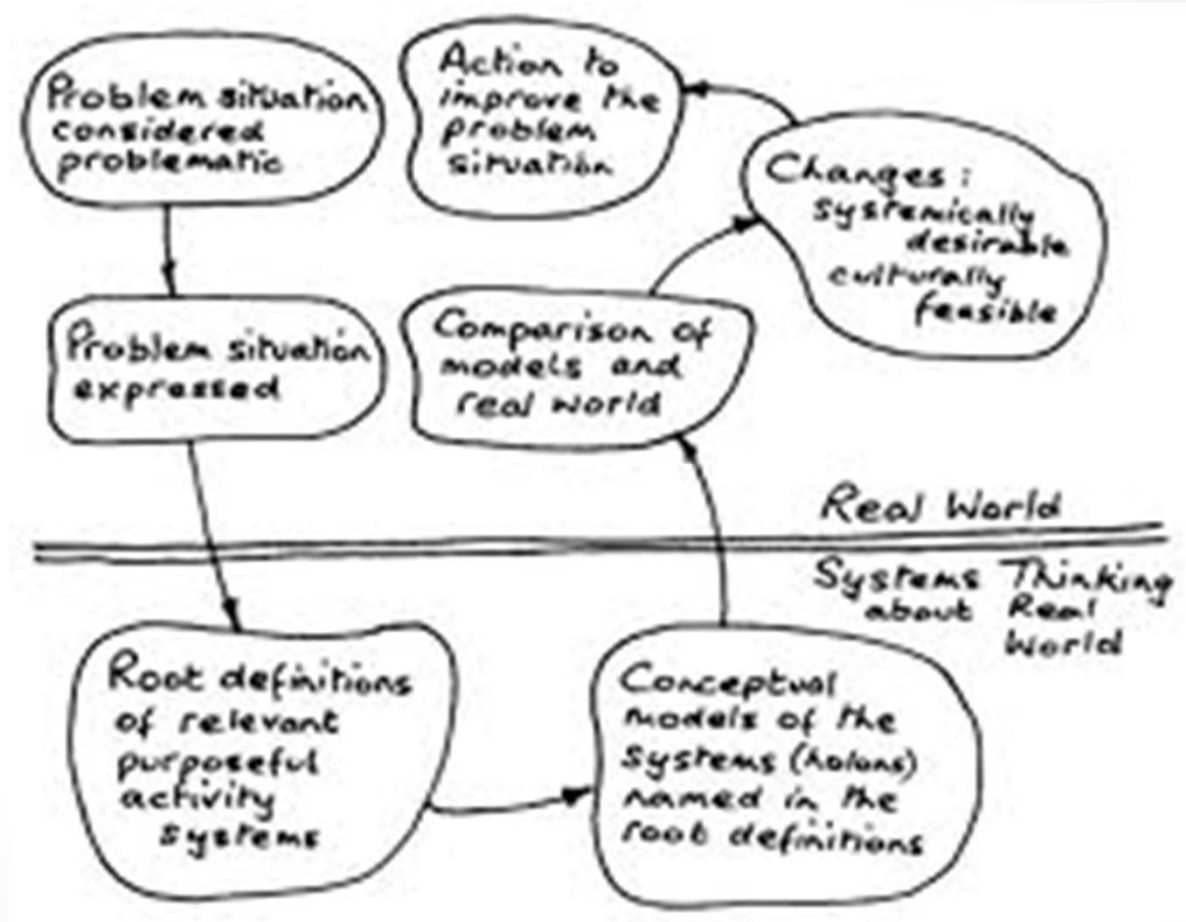 Problem situation
considered
problematic
Problem situation
expressed
Root definitions
of relevant
purposeful
activity
systems
Conceptual
models of the
systems (holons)
named in the
root definitions
Comparison of
models and
real world
Changes:
systemically
desirable
culturally
feasible
Action to
improve the
problem
situation
Real World
Systems Thinking
about Real
World